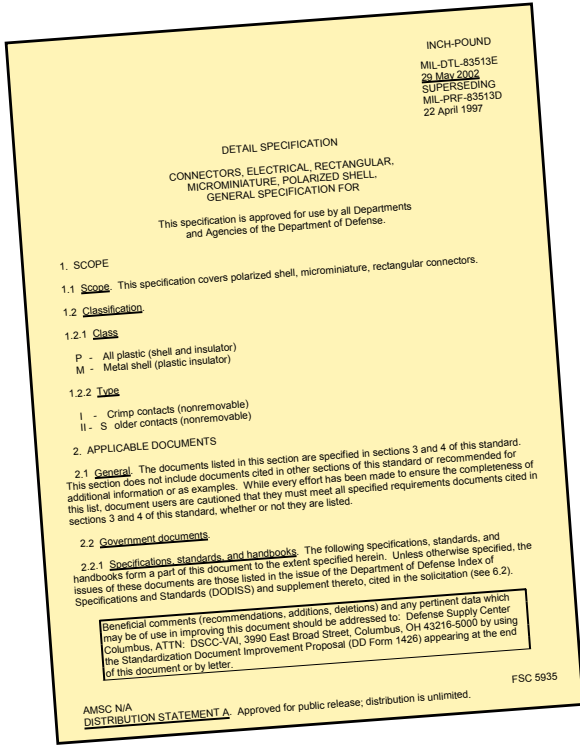 INCH-POUND
MIL-DTL-83513E
29 May 2002
SUPERSEDING
MIL-PRF-83513D
22 April 1997
DETAIL SPECIFICATION
CONNECTORS, ELECTRICAL, RECTANGULAR,
MICROMINIATURE, POLARIZED SHELL,
GENERAL SPECIFICATION FOR
This specification is approved for use by all Departments
and Agencies of the Department of Defense.
1. SCOPE
1.1 Scope. This specification covers polarized shell, microminiature, rectangular connectors.
1.2 Classification.
1.2.1 Class
P - All plastic (shell and insulator)
M - Metal shell (plastic insulator)
1.2.2 Type
I - Crimp contacts (nonremovable)
II - S older contacts (nonremovable)
2. APPLICABLE DOCUMENTS
2.1 General. The documents listed in this section are specified in sections 3 and 4 of this standard.
This section does not include documents cited in other sections of this standard or recommended for
additional information or as examples. While every effort has been made to ensure the completeness of
this list, document users are cautioned that they must meet all specified requirements documents cited in
sections 3 and 4 of this standard, whether or not they are listed.
2.2 Government documents.
2.2.1 Specifications, standards, and handbooks. The following specifications, standards, and
handbooks form a part of this document to the extent specified herein. Unless otherwise specified, the
issues of these documents are those listed in the issue of the Department of Defense Index of
Specifications and Standards (DODISS) and supplement thereto, cited in the solicitation (see 6.2).
Beneficial comments (recommendations, additions, deletions) and any pertinent data which
may be of use in improving this document should be addressed to: Defense Supply Center
Columbus, ATTN: DSCC-VAI, 3990 East Broad Street, Columbus, OH 43216-5000 by using
the Standardization Document Improvement Proposal (DD Form 1426) appearing at the end
of this document or by letter.
AMSC N/A
FSC 5935
DISTRIBUTION STATEMENT A. Approved for public release; distribution is unlimited.